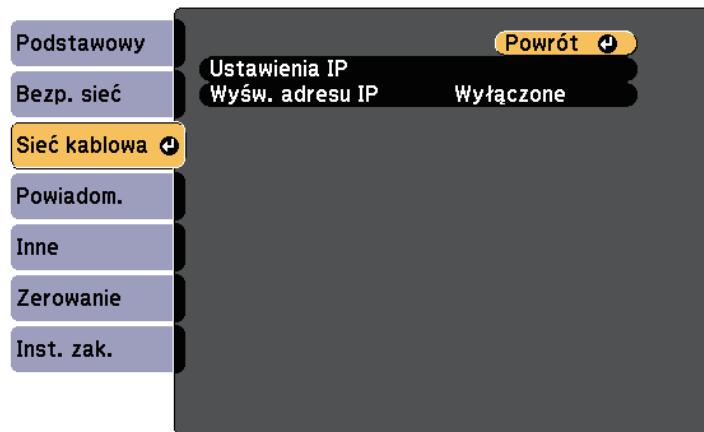 Podstawowy
Bezp. sieć
Sieć kablowa
Powiadom.
Inne
Zerowanie
Inst. zak.
Powrót
Ustawienia IP
Wyśw. adresu IP Wyłączone